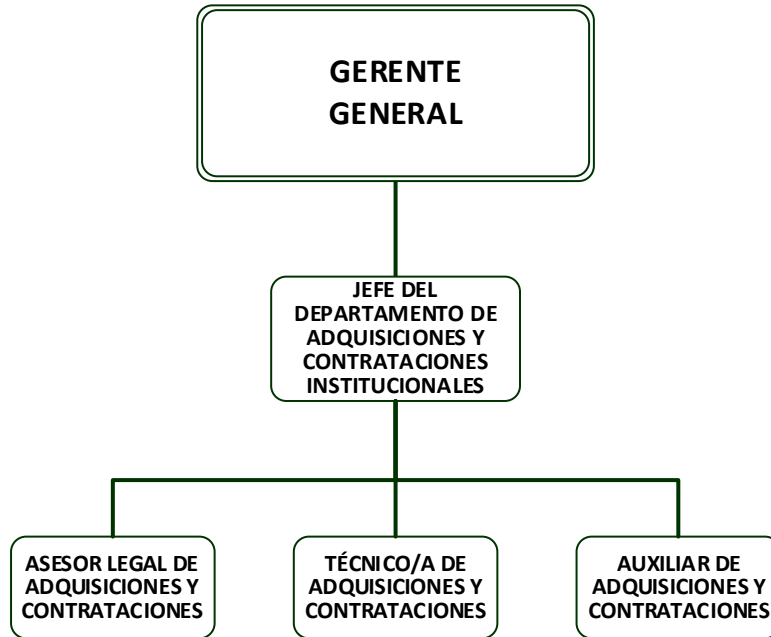 GERENTE
GENERAL
JEFE DEL
DEPARTAMENTO DE
ADQUISICIONES Y
CONTRATACIONES
INSTITUCIONALES
ASESOR LEGAL DE
ADQUISICIONES Y
CONTRATACIONES
TÉCNICO/A DE
ADQUISICIONES Y
CONTRATACIONES
AUXILIAR DE
ADQUISICIONES Y
CONTRATACIONES